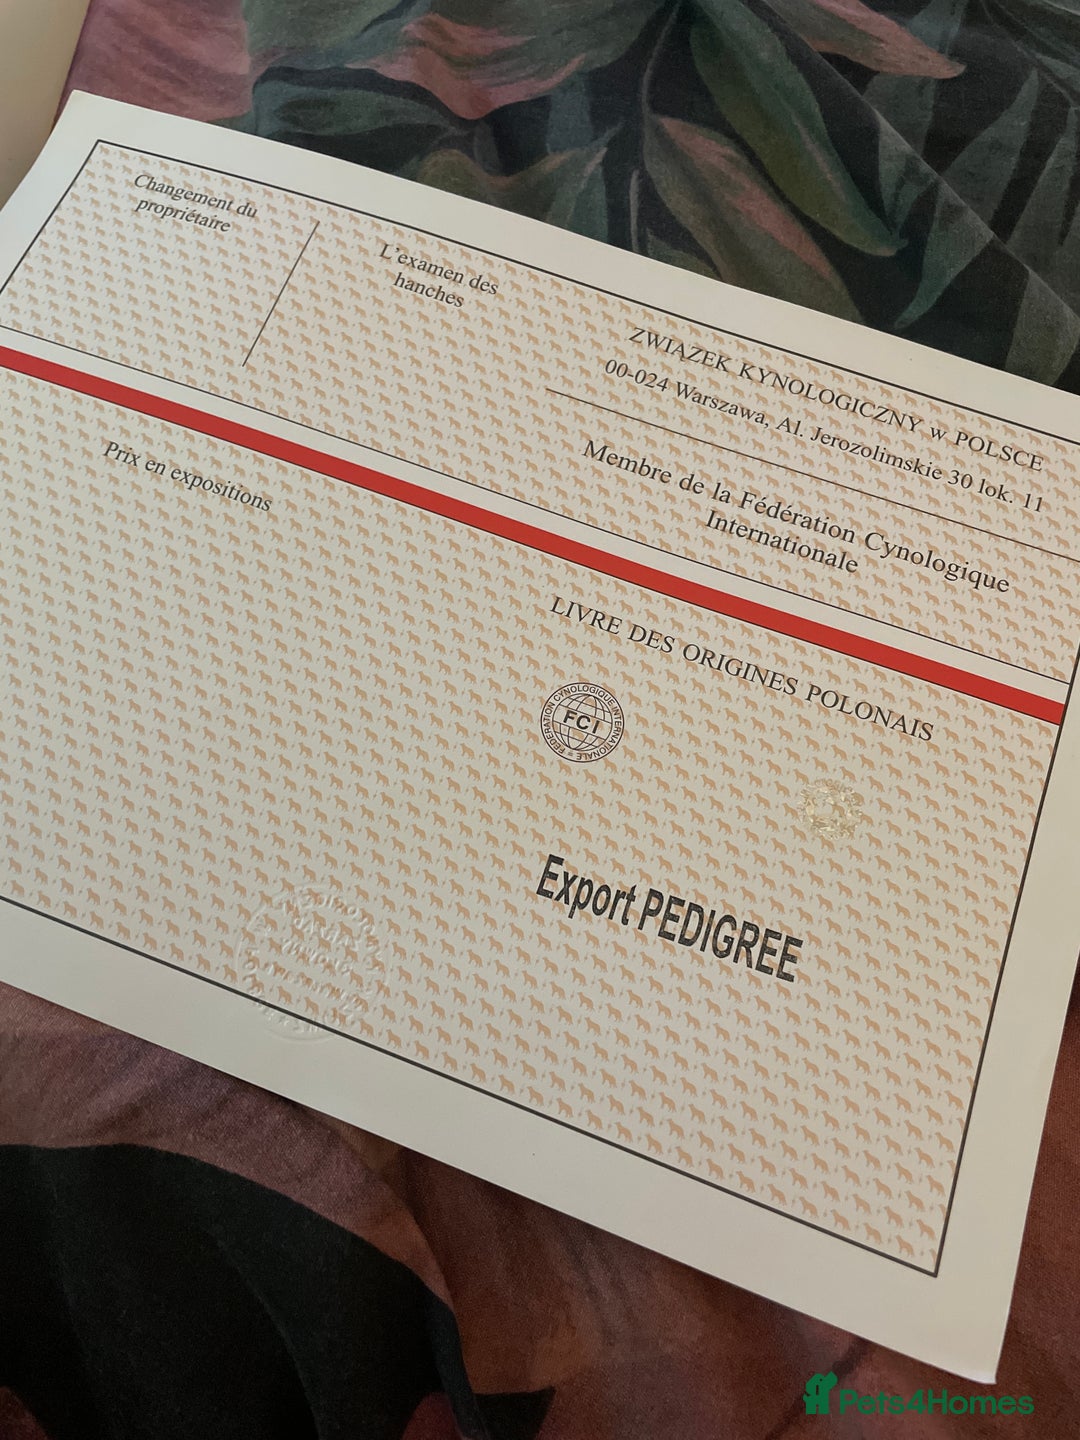 Changement du
propriétaire
L'examen des
hanches
ZWIĄZEK KYNOLOGICZNY w POLSCE
00-024 Warszawa, Al. Jerozolimskie 30 lok. 11
Membre de la Fédération Cynologique
Internationale
Prix en expositions
LIVRE DES ORIGINES POLONAIS
FEDERATION CYNOLOGIQUE INTERNATIONALE
FCI
Export PEDIGREE
Pets4Homes